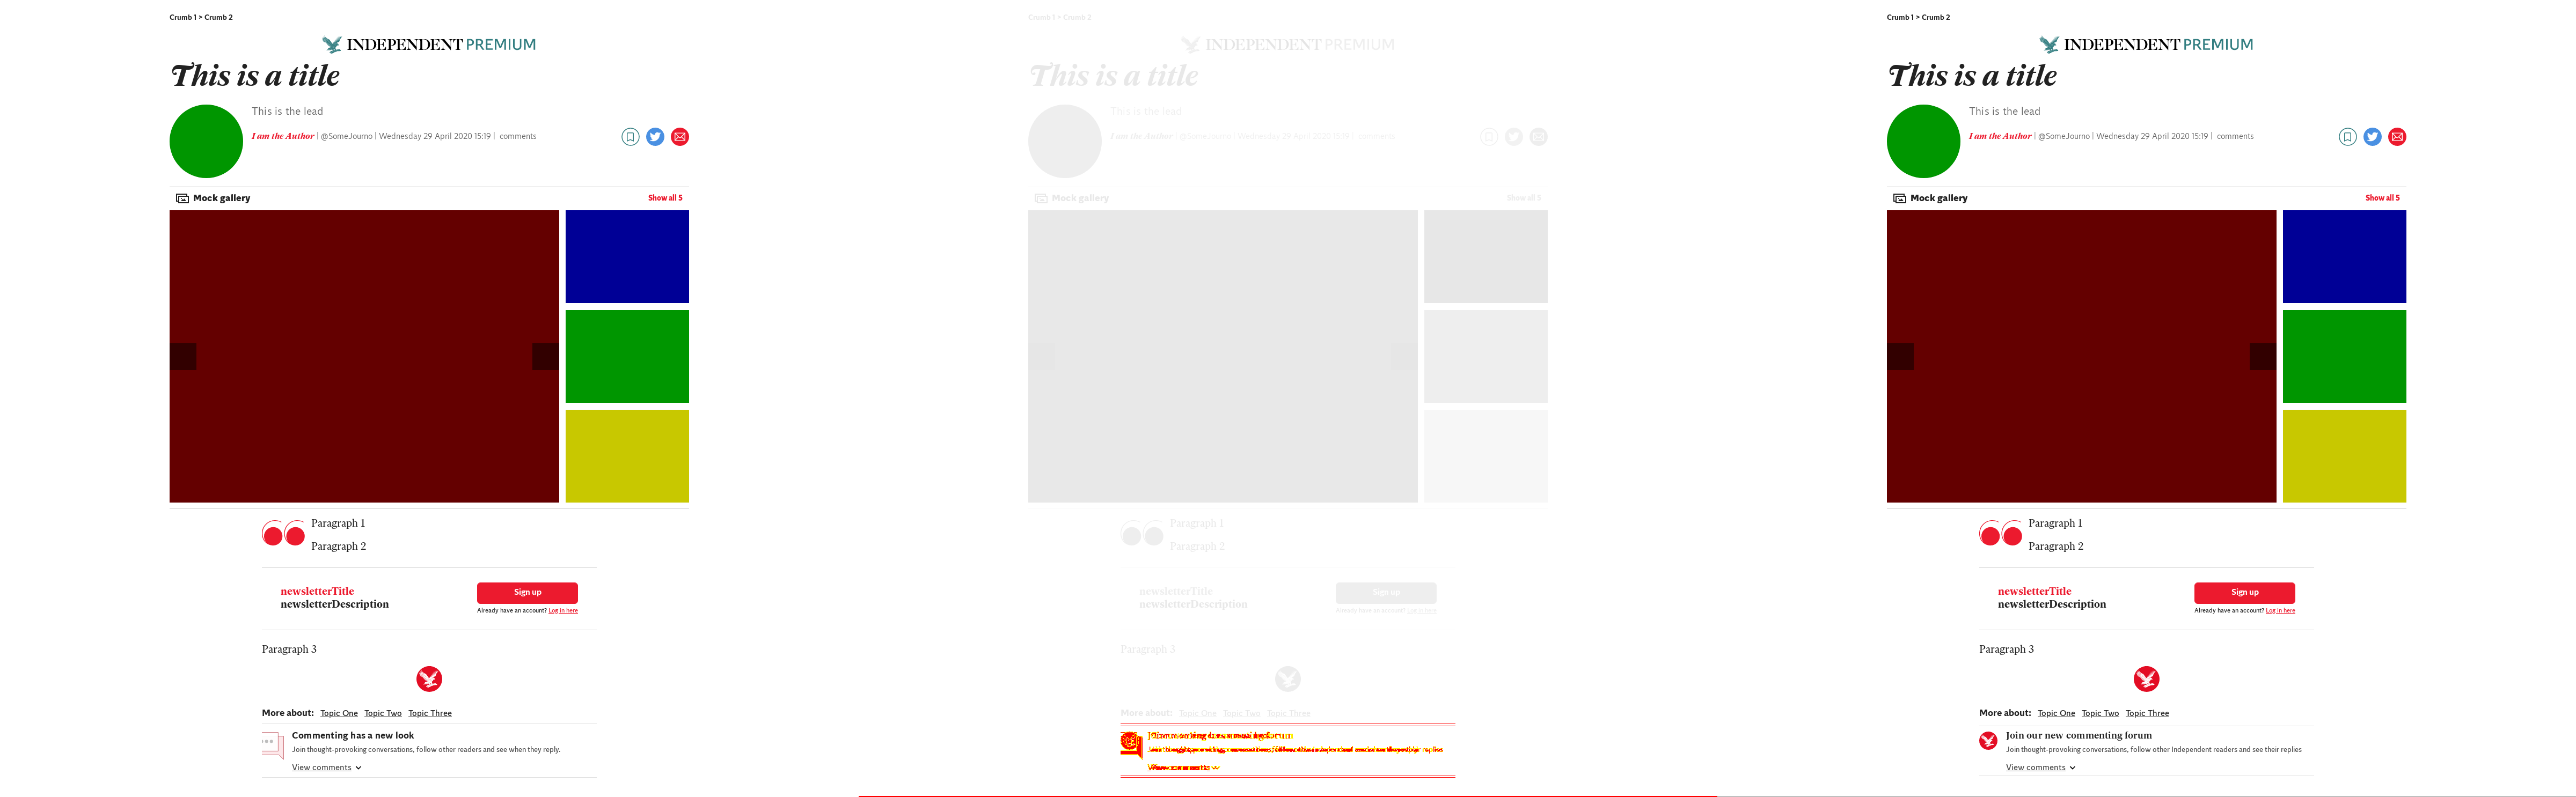 Crumb 1 > Crumb 2
INDEPENDENT PREMIUM
This is a title
This is the lead
I am the Author | @SomeJourno | Wednesday 29 April 2020 15:19 | comments
Mock gallery
Show all 5
Paragraph 1
Paragraph 2
newsletterTitle
newsletterDescription
Sign up
Already have an account? Log in here
Paragraph 3
More about: Topic One Topic Two Topic Three
Commenting has a new look
Join thought-provoking conversations, follow other readers and see when they reply.
View comments
Crumb 1 > Crumb 2
INDEPENDENT PREMIUM
This is a title
This is the lead
I am the Author | @SomeJourno | Wednesday 29 April 2020 15:19 | comments
Mock gallery
Show all 5
Paragraph 1
Paragraph 2
newsletterTitle
newsletterDescription
Sign up
Already have an account? Log in here
Paragraph 3
More about: Topic One Topic Two Topic Three
Crumb 1 > Crumb 2
INDEPENDENT PREMIUM
This is a title
This is the lead
I am the Author | @SomeJourno | Wednesday 29 April 2020 15:19 | comments
Mock gallery
Show all 5
Paragraph 1
Paragraph 2
newsletterTitle
newsletterDescription
Sign up
Already have an account? Log in here
Paragraph 3
More about: Topic One Topic Two Topic Three
Join our new commenting forum
Join thought-provoking conversations, follow other Independent readers and see their replies
View comments